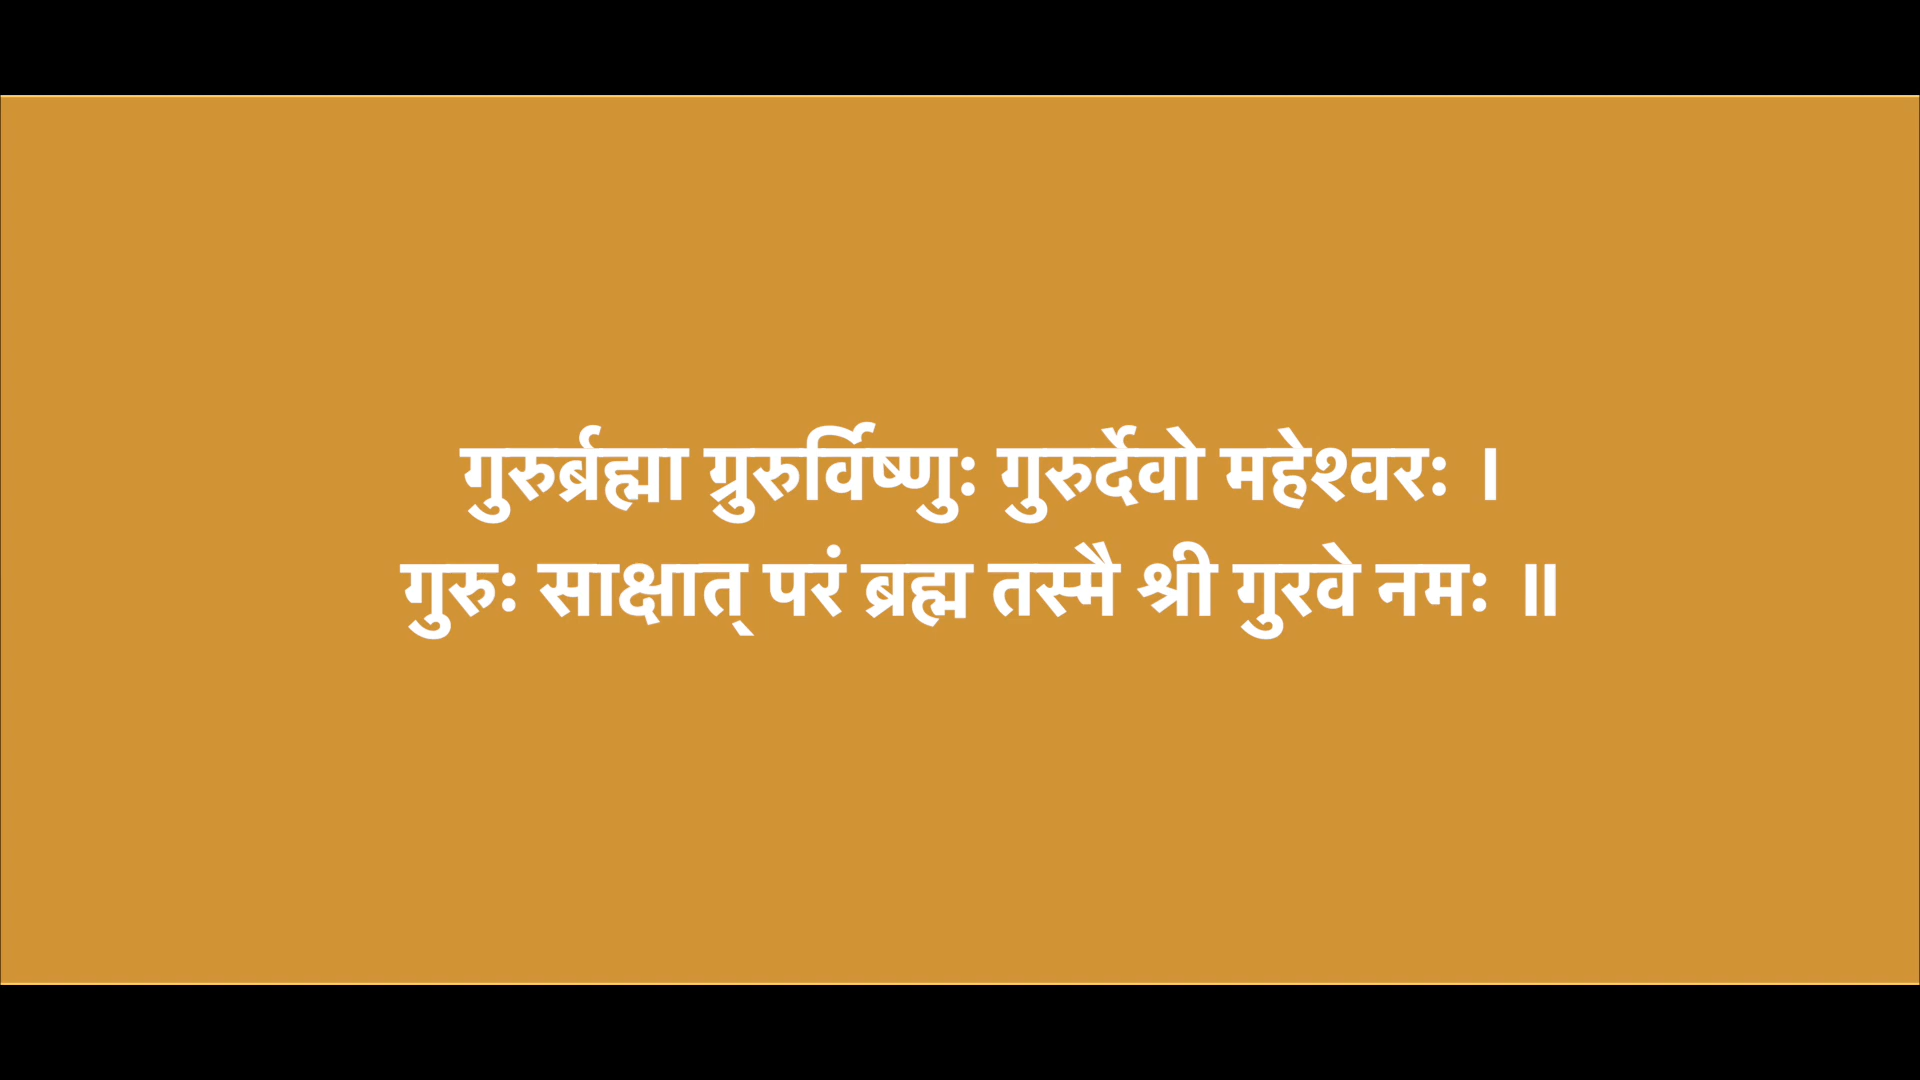 गुरुर्ब्रह्मा ग्रुरुर्विष्णुः गुरुर्देवो महेश्वरः ।
गुरुः साक्षात् परं ब्रह्म तस्मै श्री गुरवे नमः ॥